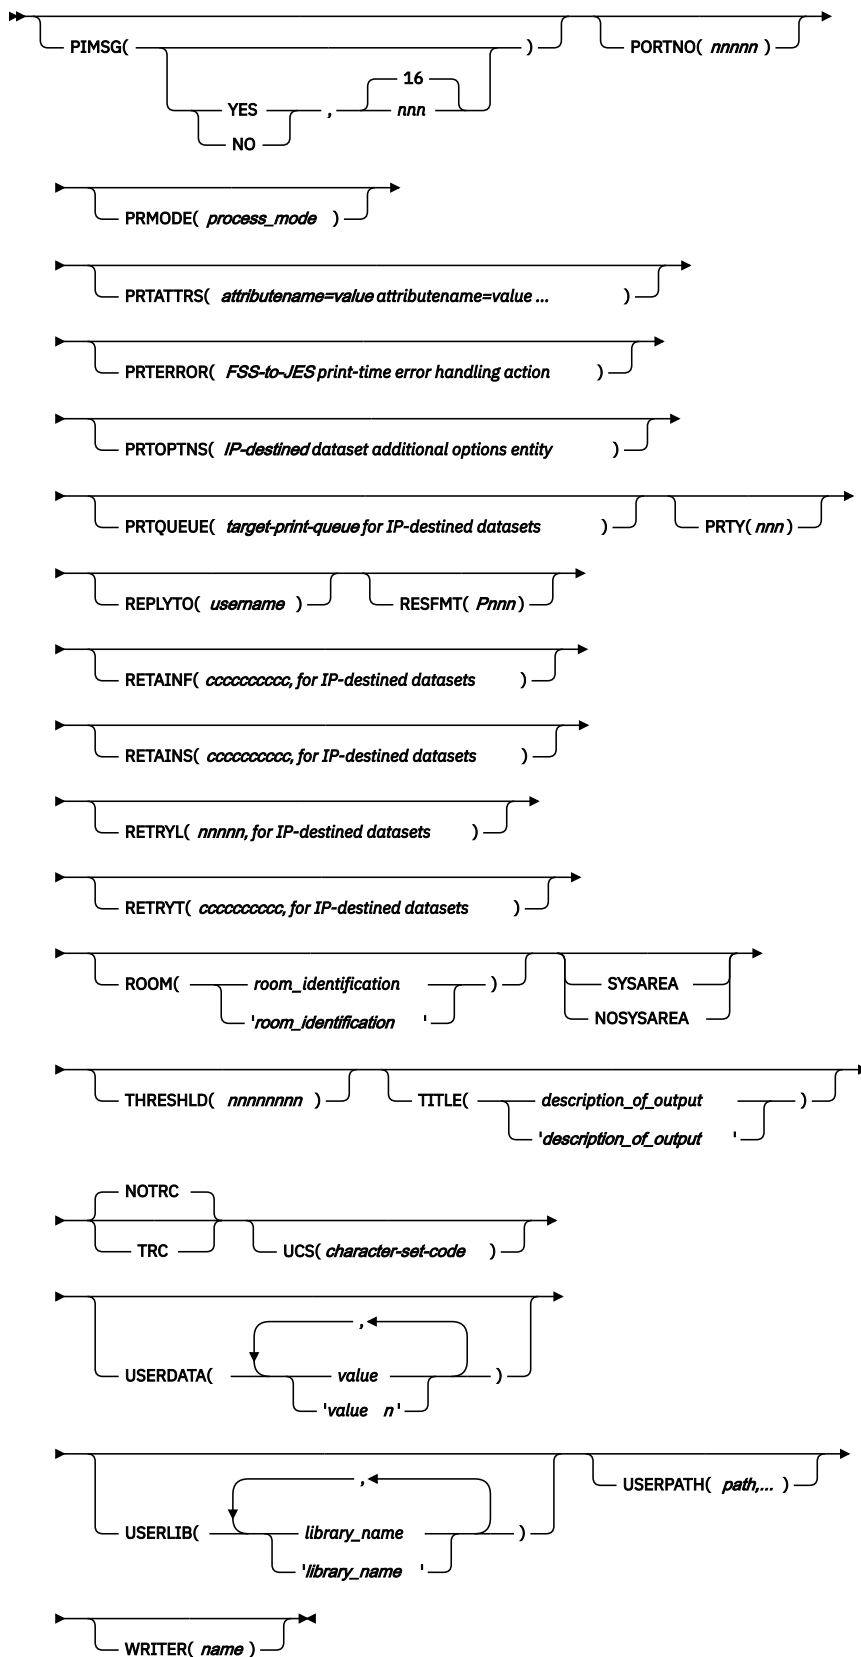 PIMSG( ) PORTNO( nnnnn )
16
YES , nnn
NO
PRMODE( process_mode )
PRTATTRS( attributename=value attributename=value ... )
PRTERROR( FSS-to-JES print-time error handling action )
PRTOPTNS( IP-destined dataset additional options entity )
PRTQUEUE( target-print-queue for IP-destined datasets ) PRTY( nnn )
REPLYTO( username ) RESFMT( Pnnn )
RETAINF( cccccccccc, for IP-destined datasets )
RETAINS( cccccccccc, for IP-destined datasets )
RETRYL( nnnnn, for IP-destined datasets )
RETRYT( cccccccccc, for IP-destined datasets )
ROOM( room_identification ) SYSAREA
'room_identification ' NOSYSAREA
THRESHLD( nnnnnnnn ) TITLE( description_of_output )
'description_of_output '
NOTRC
TRC UCS( character-set-code )
,
USERDATA( value )
'value n '
,
USERPATH( path,... )
USERLIB( library_name )
'library_name '
WRITER( name )